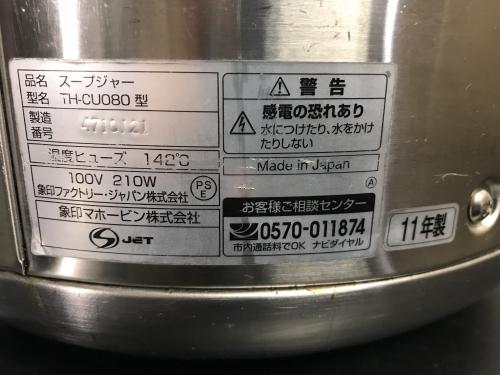 品名 スープジャー
型名 TH-CU080 型
製造
番号 4710121
温度ヒューズ 142℃
100V 210W
象印ファクトリー・ジャパン株式会社
PS
E
象印マホービン株式会社
S JET
警告
感電の恐れあり
水につけたり、水をかけ
たりしない
Made in Japan
A
お客様ご相談センター
0570-011874
市内通話料でOK ナビダイヤル
11年製